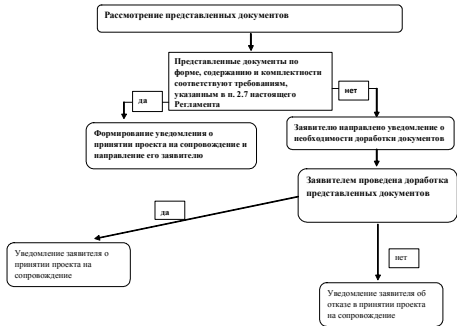 Рассмотрение представленных документов
Представленные документы по
форме, содержанию и комплектности
соответствуют требованиям,
указанным в п. 2.7 настоящего
Регламента
да
нет
Формирование уведомления о
принятии проекта на сопровождение и
направление его заявителю
Заявителю направлено уведомление о
необходимости доработки документов
Заявителем проведена доработка
представленных документов
да
нет
Уведомление заявителя о
принятии проекта на
сопровождение
Уведомление заявителя об
отказе в принятии проекта
на сопровождение